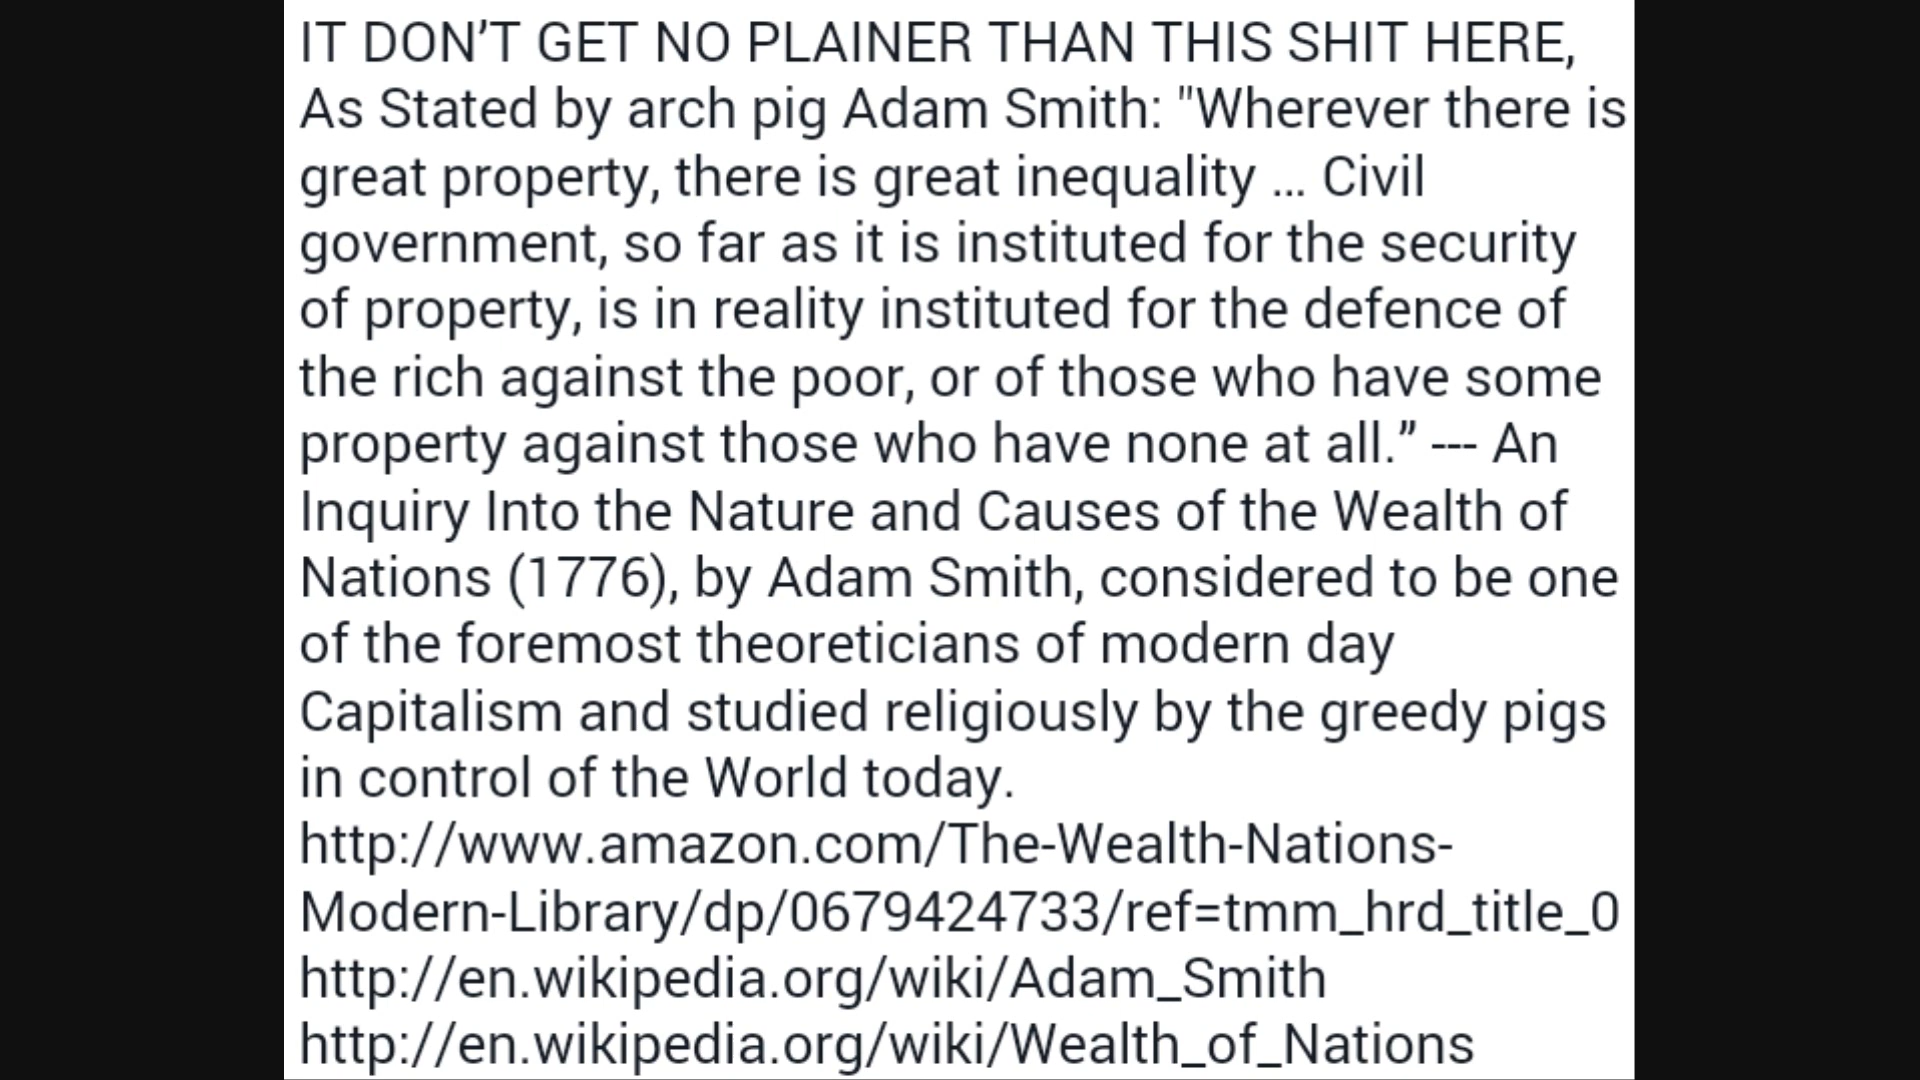 IT DON’T GET NO PLAINER THAN THIS SHIT HERE,
As Stated by arch pig Adam Smith: "Wherever there is
great property, there is great inequality ... Civil
government, so far as it is instituted for the security
of property, is in reality instituted for the defence of
the rich against the poor, or of those who have some
property against those who have none at all.” --- An
Inquiry Into the Nature and Causes of the Wealth of
Nations (1776), by Adam Smith, considered to be one
of the foremost theoreticians of modern day
Capitalism and studied religiously by the greedy pigs
in control of the World today.
http://www.amazon.com/The-Wealth-Nations-
Modern-Library/dp/0679424733/ref=tmm_hrd_title_0
http://en.wikipedia.org/wiki/Adam_Smith
http://en.wikipedia.org/wiki/Wealth_of_Nations